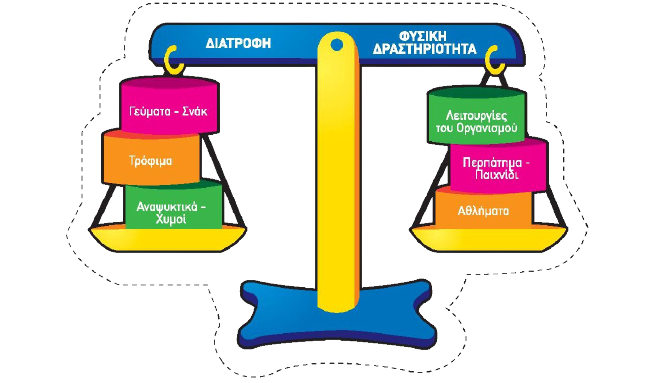 ΔΙΑΤΡΟΦΗ
ΦΥΣΙΚΗ
ΔΡΑΣΤΗΡΙΟΤΗΤΑ
Γεύματα - Σνάκ
Τρόφιμα
Αναψυκτικά -
Χυμοί
Λειτουργίες
του Οργανισμού
Περπάτημα -
Παιχνίδι
Αθλήματα